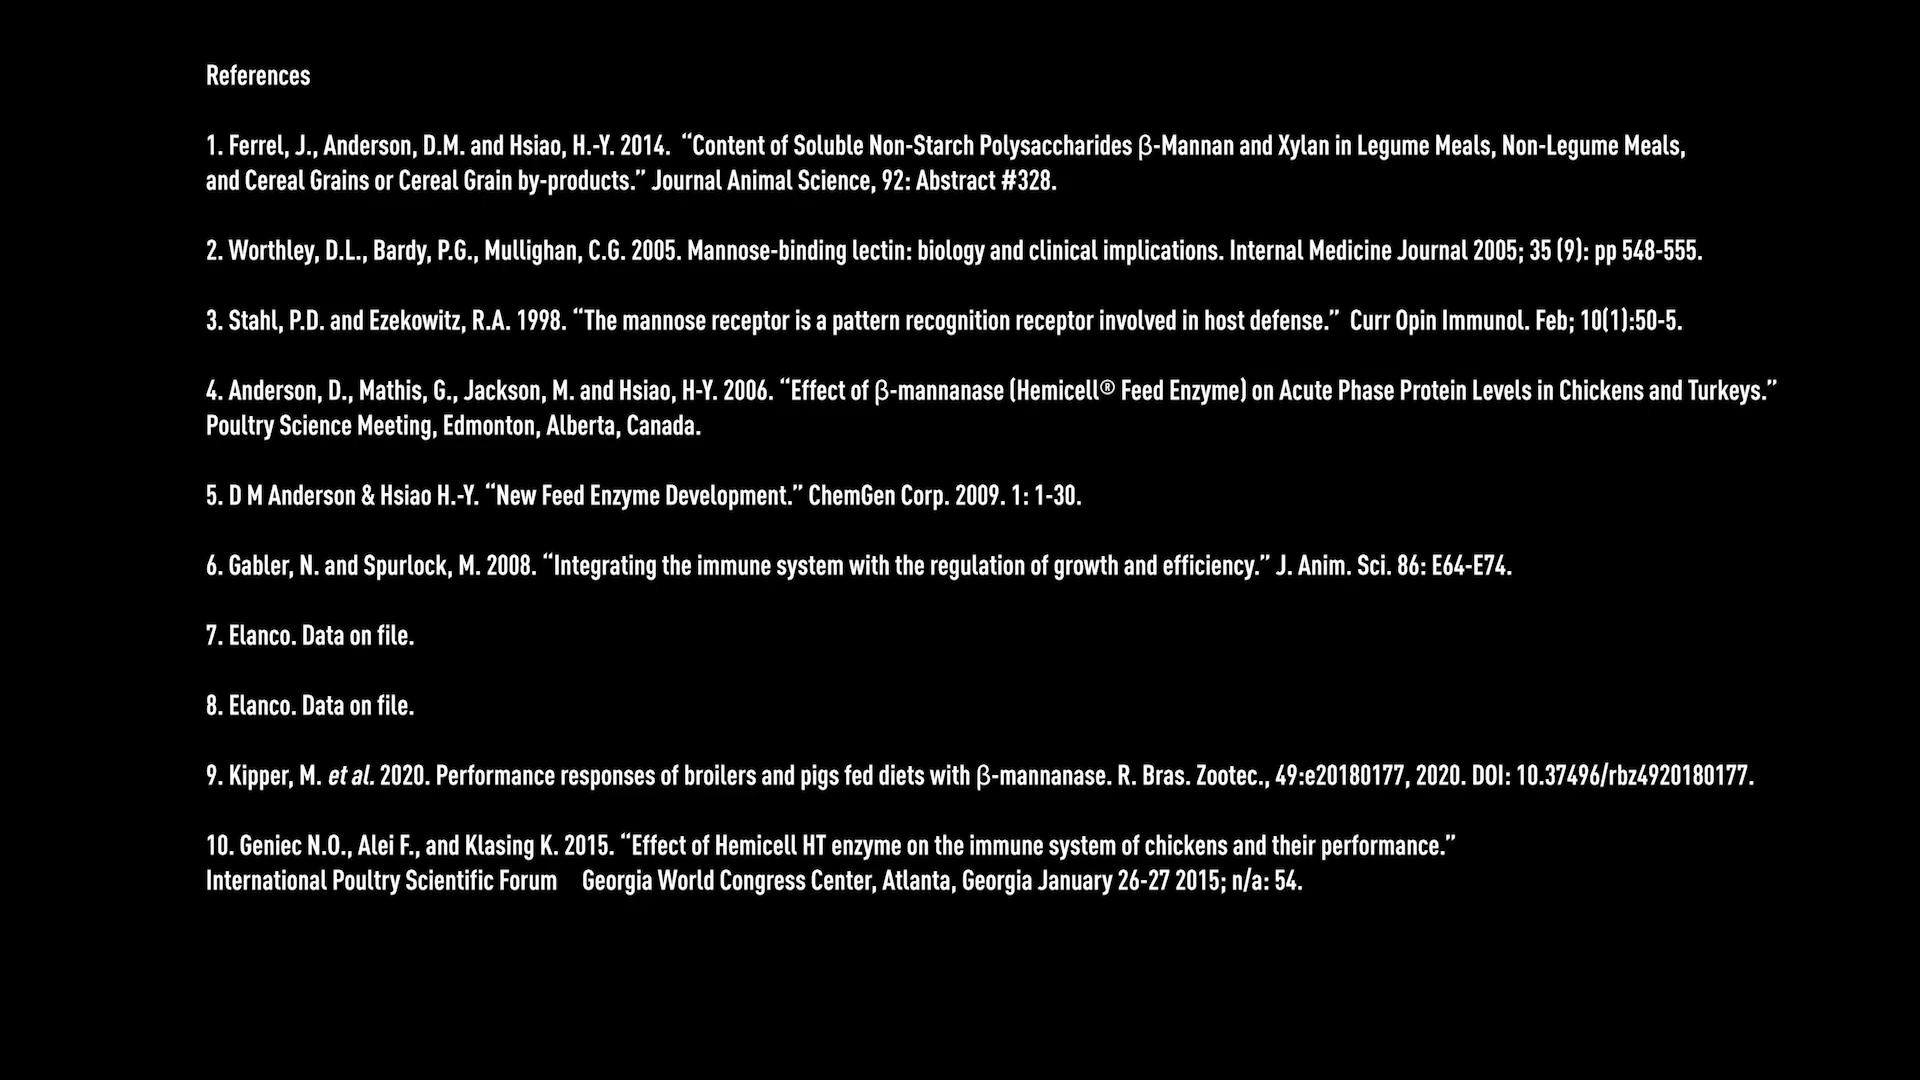 References
1. Ferrel, J., Anderson, D.M. and Hsiao, H.-Y. 2014.  “Content of Soluble Non-Starch Polysaccharides β-Mannan and Xylan in Legume Meals, Non-Legume Meals,
and Cereal Grains or Cereal Grain by-products.” Journal Animal Science, 92: Abstract #328.
2. Worthley, D.L., Bardy, P.G., Mullighan, C.G. 2005. Mannose-binding lectin: biology and clinical implications. Internal Medicine Journal 2005; 35 (9): pp 548-555.
3. Stahl, P.D. and Ezekowitz, R.A. 1998. “The mannose receptor is a pattern recognition receptor involved in host defense.”  Curr Opin Immunol. Feb; 10(1):50-5.
4. Anderson, D., Mathis, G., Jackson, M. and Hsiao, H-Y. 2006. “Effect of β-mannanase (Hemicell® Feed Enzyme) on Acute Phase Protein Levels in Chickens and Turkeys.”
Poultry Science Meeting, Edmonton, Alberta, Canada.
5. D M Anderson & Hsiao H.-Y. “New Feed Enzyme Development.” ChemGen Corp. 2009. 1: 1-30.
6. Gabler, N. and Spurlock, M. 2008. “Integrating the immune system with the regulation of growth and efficiency.” J. Anim. Sci. 86: E64-E74.
7. Elanco. Data on file.
8. Elanco. Data on file.
9. Kipper, M. et al. 2020. Performance responses of broilers and pigs fed diets with β-mannanase. R. Bras. Zootec., 49:e20180177, 2020. DOI: 10.37496/rbz4920180177.
10. Geniec N.O., Alei F., and Klasing K. 2015. “Effect of Hemicell HT enzyme on the immune system of chickens and their performance.”
International Poultry Scientific Forum    Georgia World Congress Center, Atlanta, Georgia January 26-27 2015; n/a: 54.